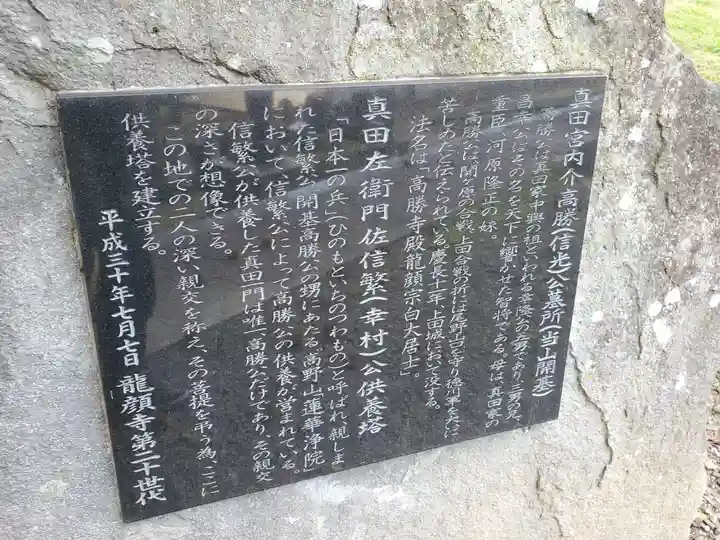 真田宮内介高勝(信光)公墓所(当山開基)
高勝公は真田家中興の祖といわれる幸隆公の五男であり、三男の兄、
昌幸公はその名を天下に響かせた智将である。母は、真田家の
重臣、河原隆正の妹。
高勝公は関ヶ原の合戦、上田合戦の折には尾野山口を守り徳川軍を大いに
苦しめたと伝えられている。慶長十一年、上田城において没する。
法名は「高勝寺殿龍顔宗白大居士」。
真田左衛門佐信繁(幸村)公供養塔
「日本一の兵」(ひのもといちのつわもの)と呼ばれ親しま
れた信繁公。開基高勝公の甥にあたる。高野山蓮華浄院
において、信繁公によって高勝公の供養が営まれている。
信繁公が供養した真田一門は唯一高勝公だけであり、その親交
の深さが想像できる。
この地での二人の深い親交を称え、その菩提を弔う為、ここに
供養塔を建立する。
平成三十年七月七日 龍顔寺第二十世代